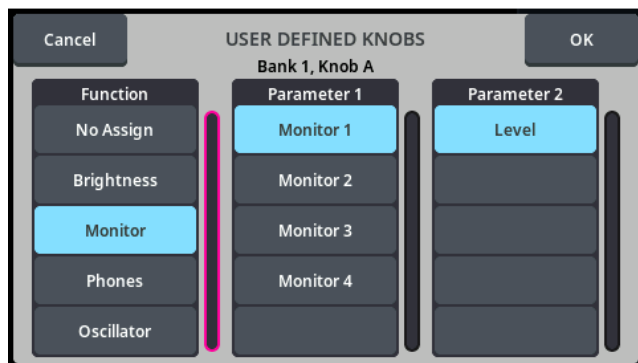 Cancel
USER DEFINED KNOBS
OK
Bank 1, Knob A
Function
Parameter 1
Parameter 2
No Assign
Monitor 1
Level
Brightness
Monitor 2
Monitor
Monitor 3
Phones
Monitor 4
Oscillator